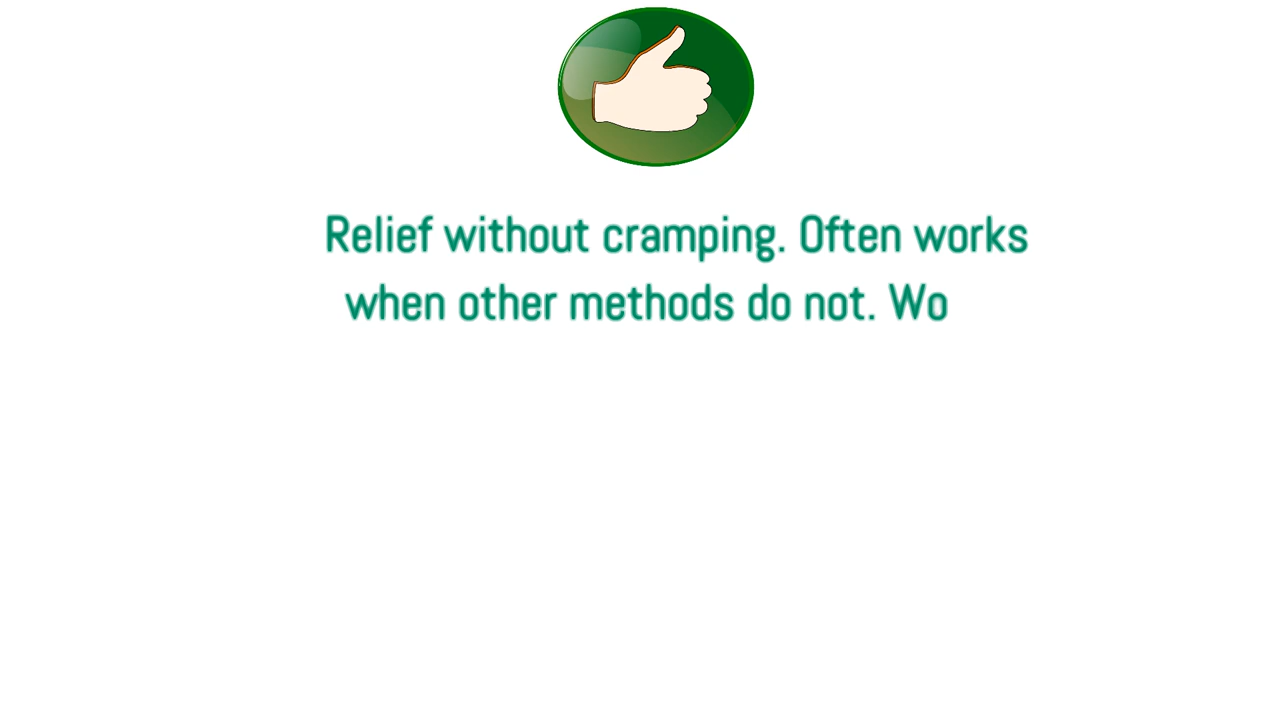 Relief without cramping. Often works
when other methods do not. Wo